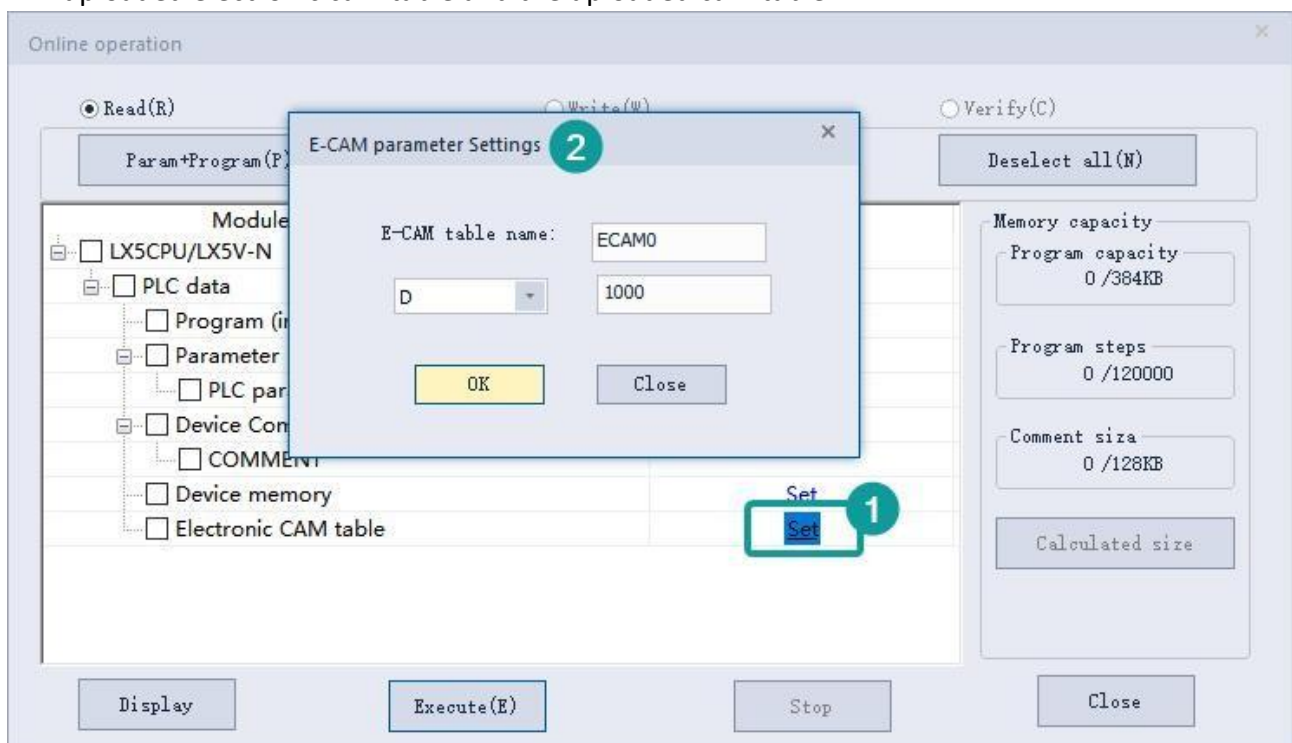 Online operation
Read(R)
Write(W)
Verify(C)
Param+Program(P)
Deselect all(N)
E-CAM parameter Settings 2
E-CAM table name: ECAM0
D 1000
OK Close
Module
LX5CPU/LX5V-N
PLC data
Program (in
Parameter
PLC par
Device Com
COMMENT
Device memory Set
Electronic CAM table Set 1
Memory capacity
Program capacity
0 /384KB
Program steps
0 /120000
Comment siza
0 /128KB
Calculated size
Display Execute(E) Stop Close